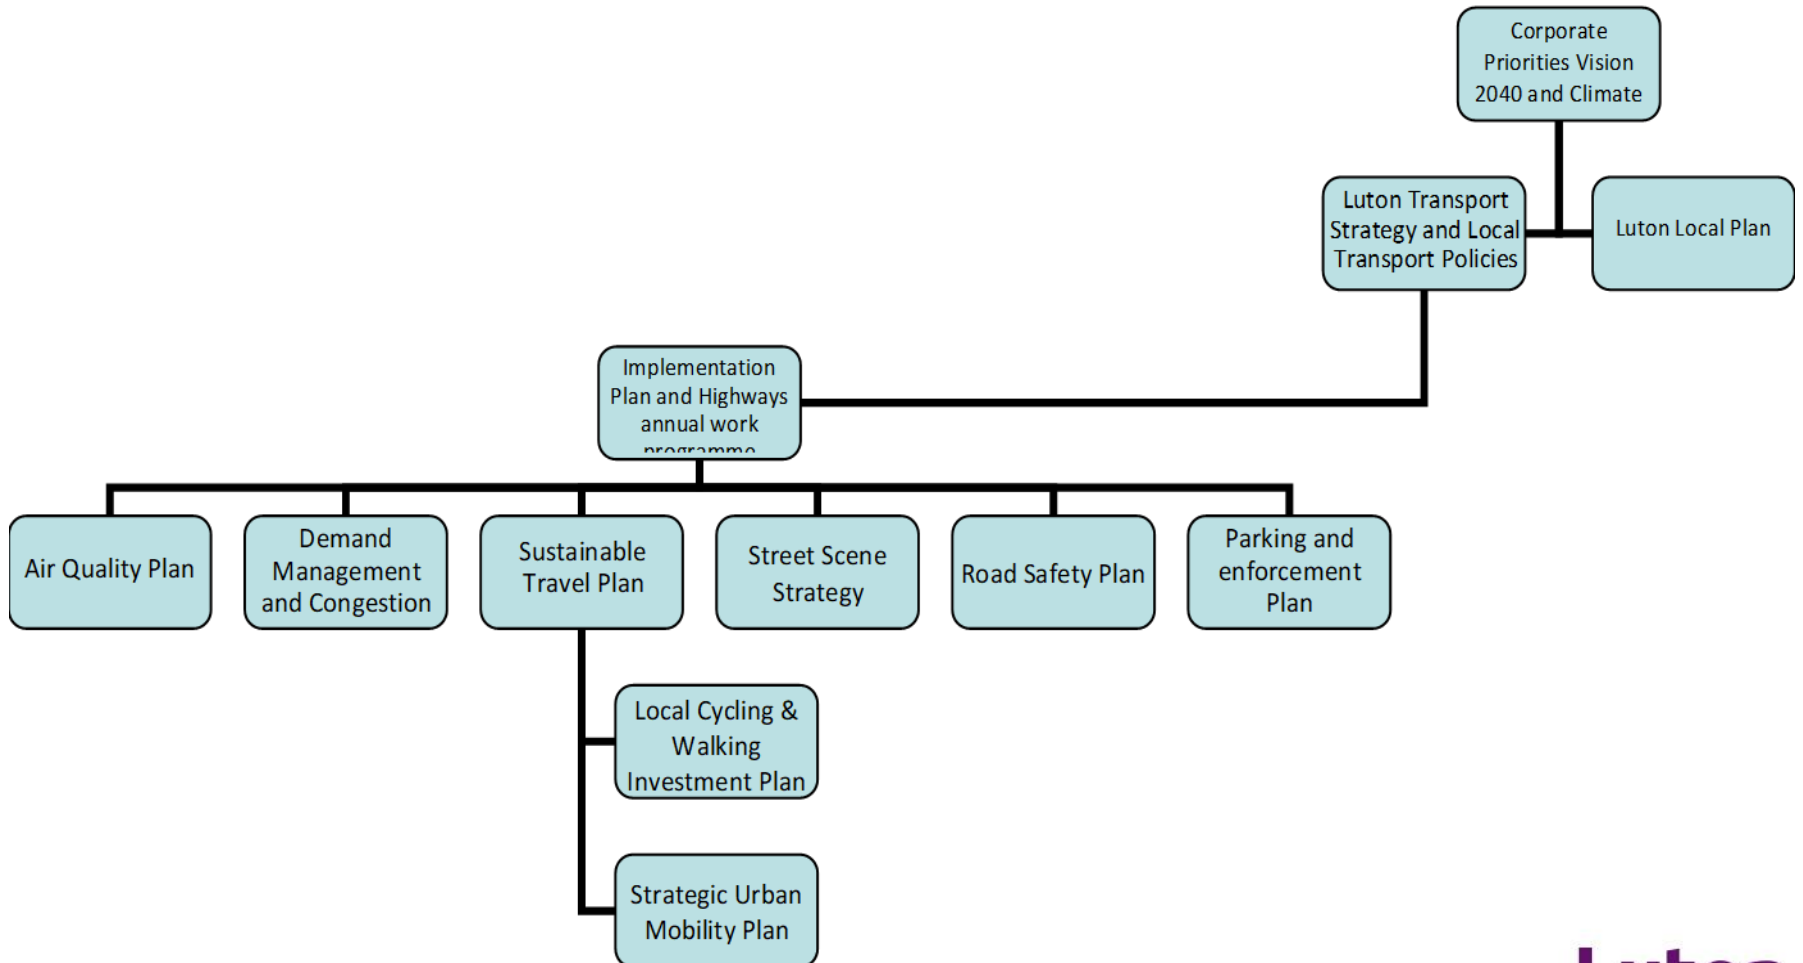 Corporate
Priorities Vision
2040 and Climate
Luton Transport
Strategy and Local
Transport Policies
Luton Local Plan
Implementation
Plan and Highways
annual work
programme
Air Quality Plan
Demand
Management
and Congestion
Sustainable
Travel Plan
Street Scene
Strategy
Road Safety Plan
Parking and
enforcement
Plan
Local Cycling &
Walking
Investment Plan
Strategic Urban
Mobility Plan
Luton